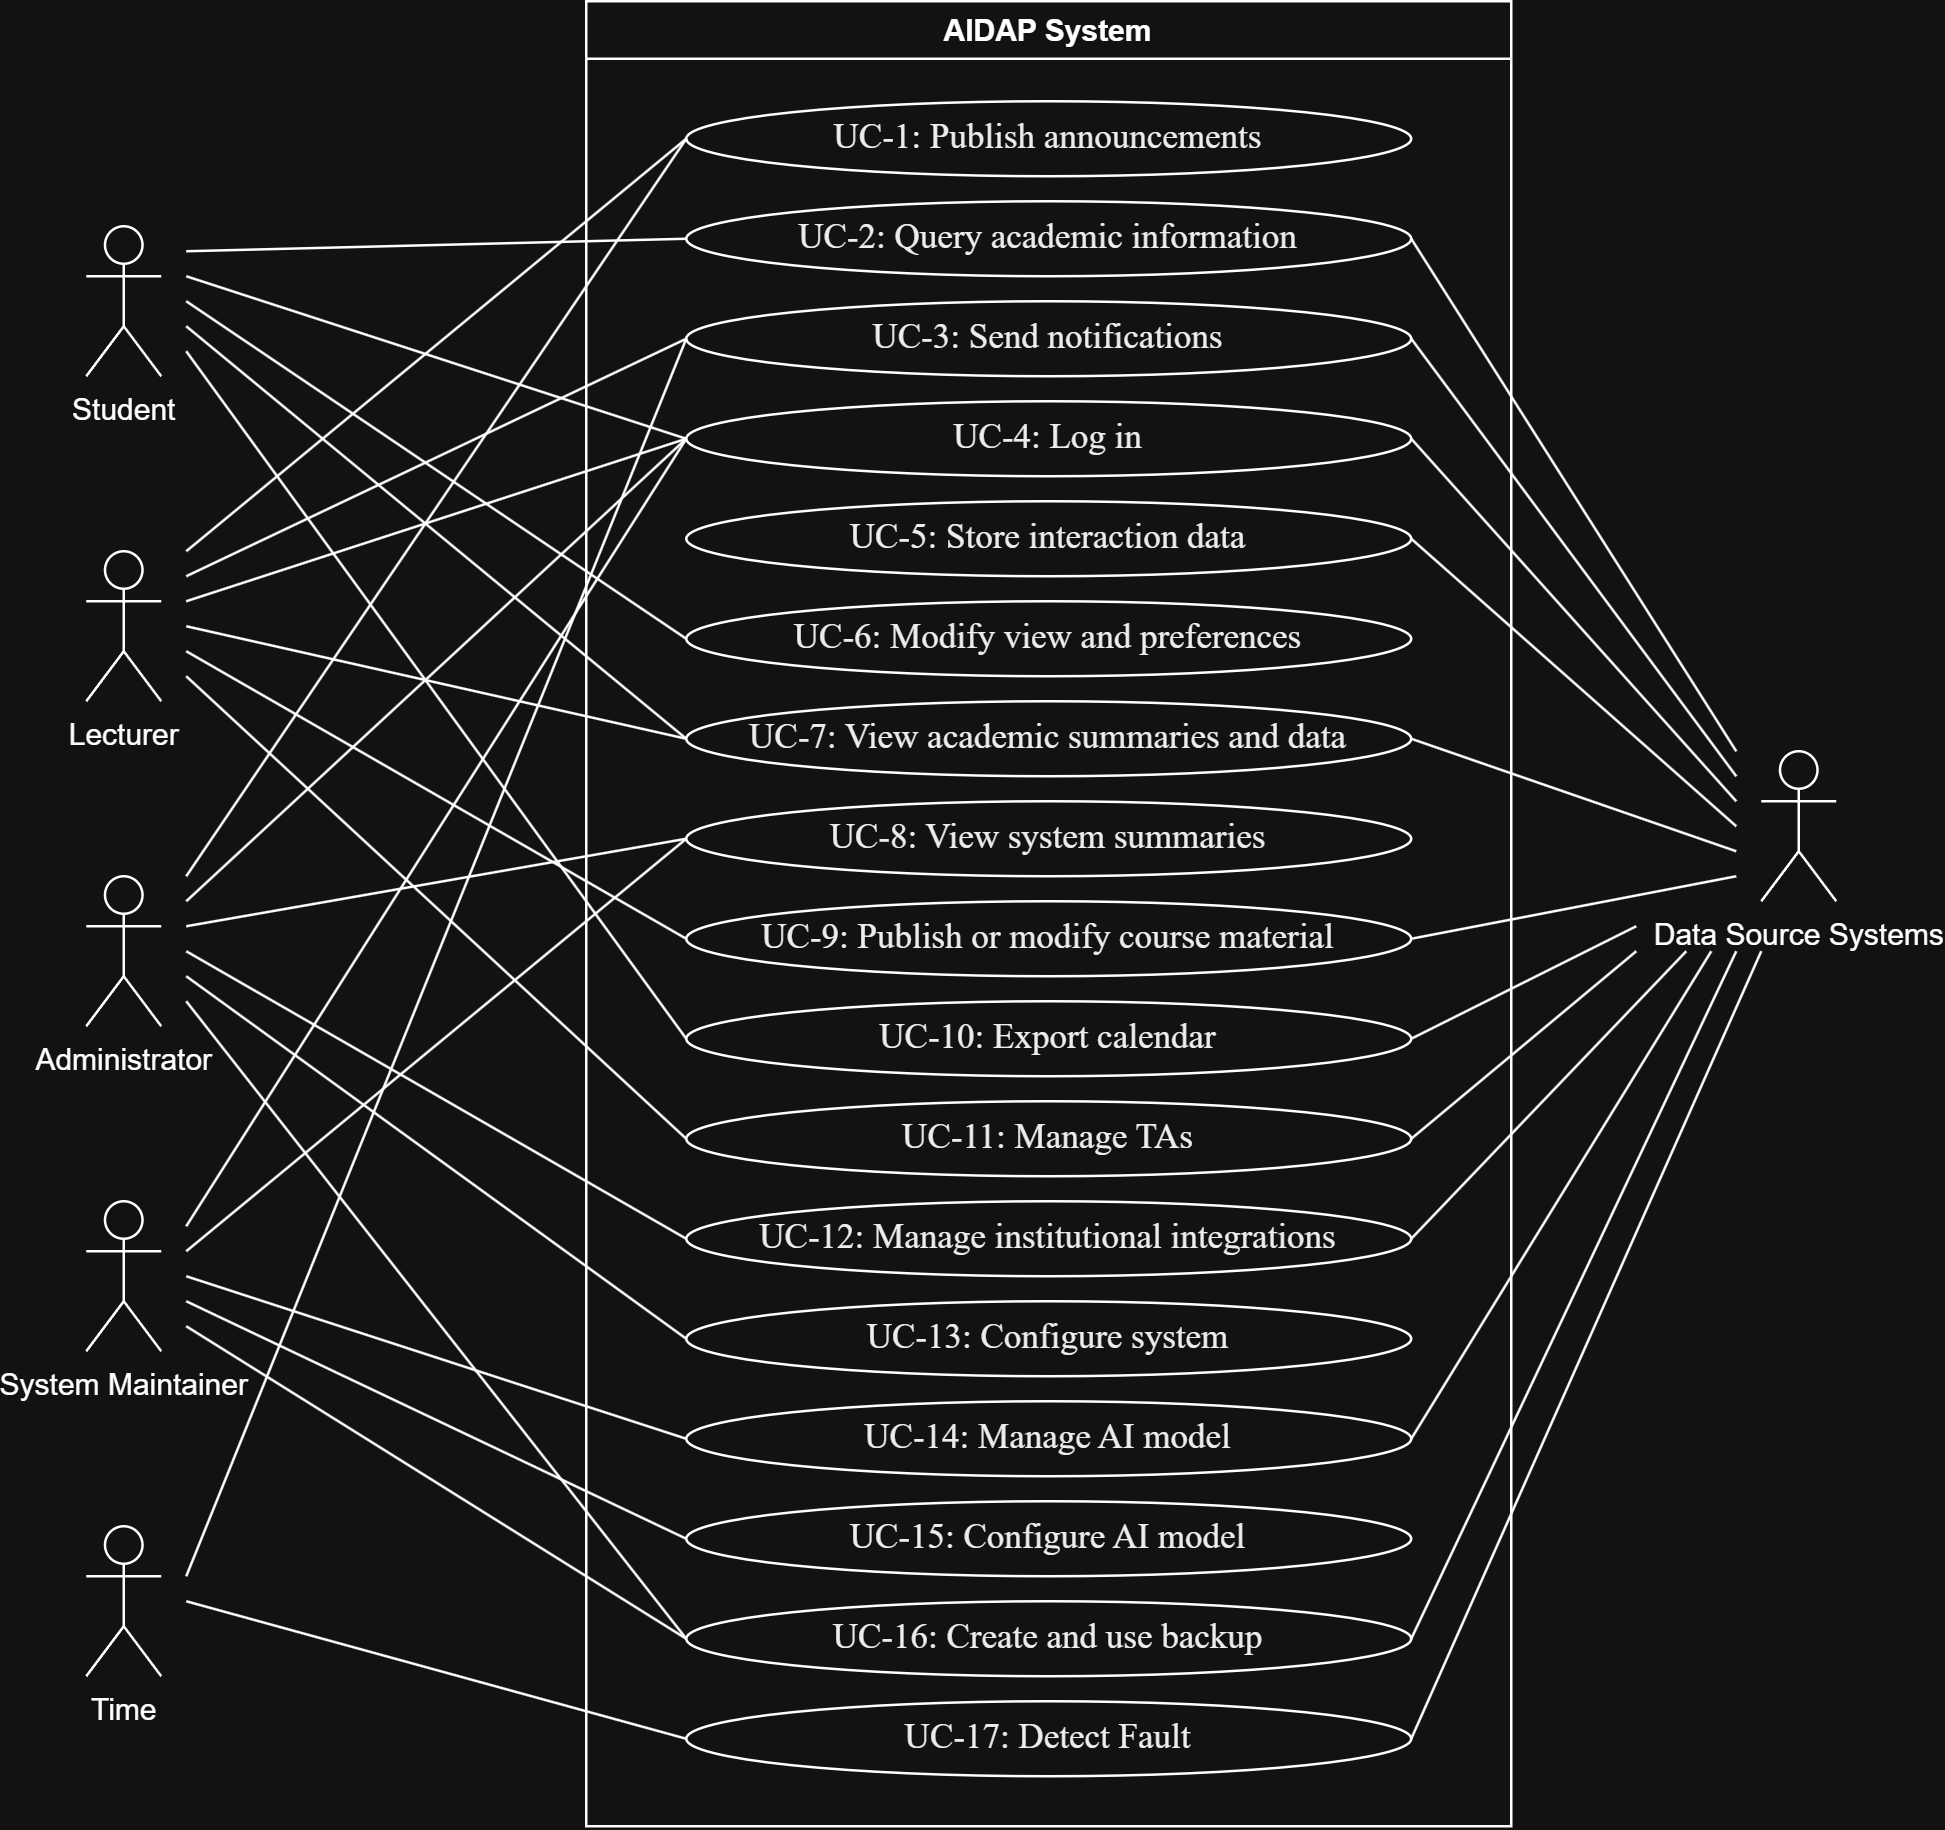 AIDAP System
UC-1: Publish announcements
UC-2: Query academic information
UC-3: Send notifications
UC-4: Log in
UC-5: Store interaction data
UC-6: Modify view and preferences
UC-7: View academic summaries and data
UC-8: View system summaries
UC-9: Publish or modify course material
UC-10: Export calendar
UC-11: Manage TAs
UC-12: Manage institutional integrations
UC-13: Configure system
UC-14: Manage AI model
UC-15: Configure AI model
UC-16: Create and use backup
UC-17: Detect Fault
Student
Lecturer
Administrator
System Maintainer
Time
Data Source Systems